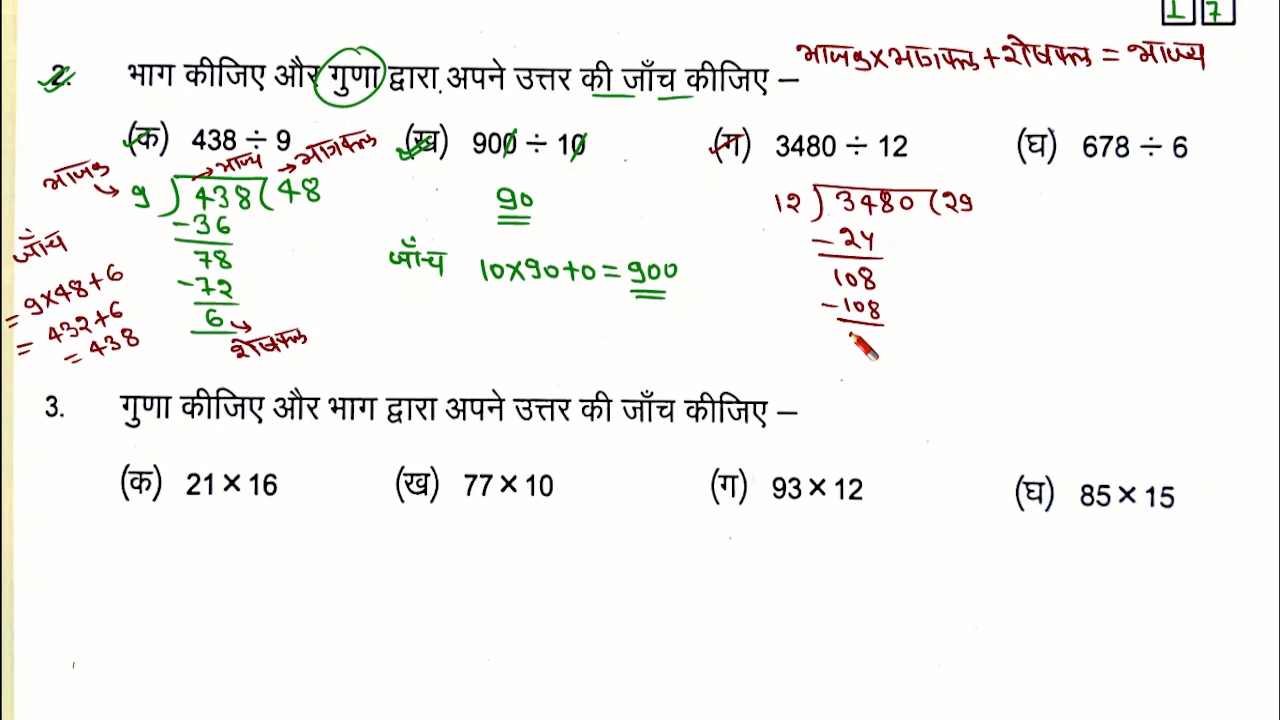 1 7
भाजक×भागफल+शेषफल = भाज्य
2. भाग कीजिए और गुणा द्वारा अपने उत्तर की जाँच कीजिए –
(क) 438 ÷ 9 (ख) 900 ÷ 10 (ग) 3480 ÷ 12 (घ) 678 ÷ 6
भाजक → भाज्य → भागफल
9 ) 438 ( 48
-36
78
-72
6
शेषफल
जाँच
= 9×48+6
= 432+6
= 438
90
जाँच 10×90+0 = 900
12 ) 3480 ( 29
-24
108
-108
3. गुणा कीजिए और भाग द्वारा अपने उत्तर की जाँच कीजिए –
(क) 21 × 16 (ख) 77 × 10 (ग) 93 × 12 (घ) 85 × 15